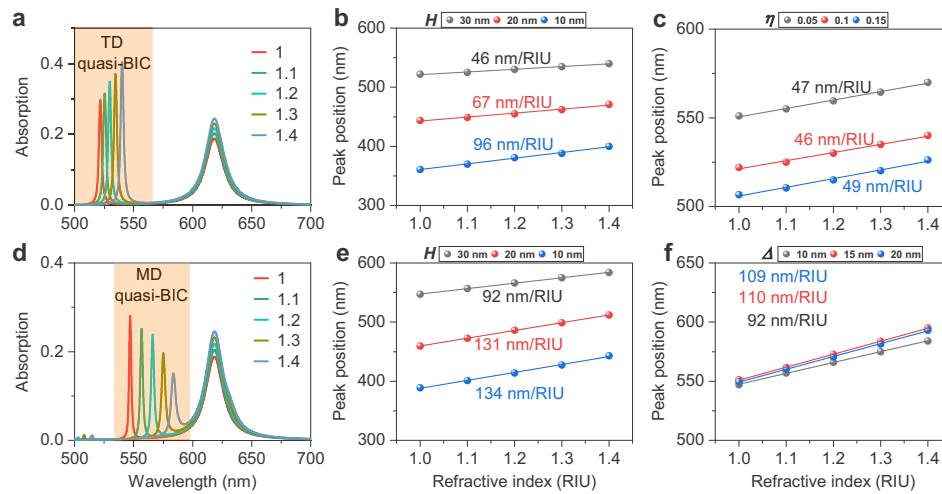 a
TD
quasi-BIC
1
1.1
1.2
1.3
1.4
Absorption
0.4
0.2
0.0
500 550 600 650 700
b
H 30 nm 20 nm 10 nm
Peak position (nm)
600
500
400
300
46 nm/RIU
67 nm/RIU
96 nm/RIU
1.0 1.1 1.2 1.3 1.4
c
η 0.05 0.1 0.15
Peak position (nm)
600
550
500
47 nm/RIU
46 nm/RIU
49 nm/RIU
1.0 1.1 1.2 1.3 1.4
d
MD
quasi-BIC
1
1.1
1.2
1.3
1.4
Absorption
0.4
0.2
0.0
500 550 600 650 700
Wavelength (nm)
e
H 30 nm 20 nm 10 nm
Peak position (nm)
600
500
400
300
92 nm/RIU
131 nm/RIU
134 nm/RIU
1.0 1.1 1.2 1.3 1.4
Refractive index (RIU)
f
Δ 10 nm 15 nm 20 nm
Peak position (nm)
650
600
550
500
109 nm/RIU
110 nm/RIU
92 nm/RIU
1.0 1.1 1.2 1.3 1.4
Refractive index (RIU)